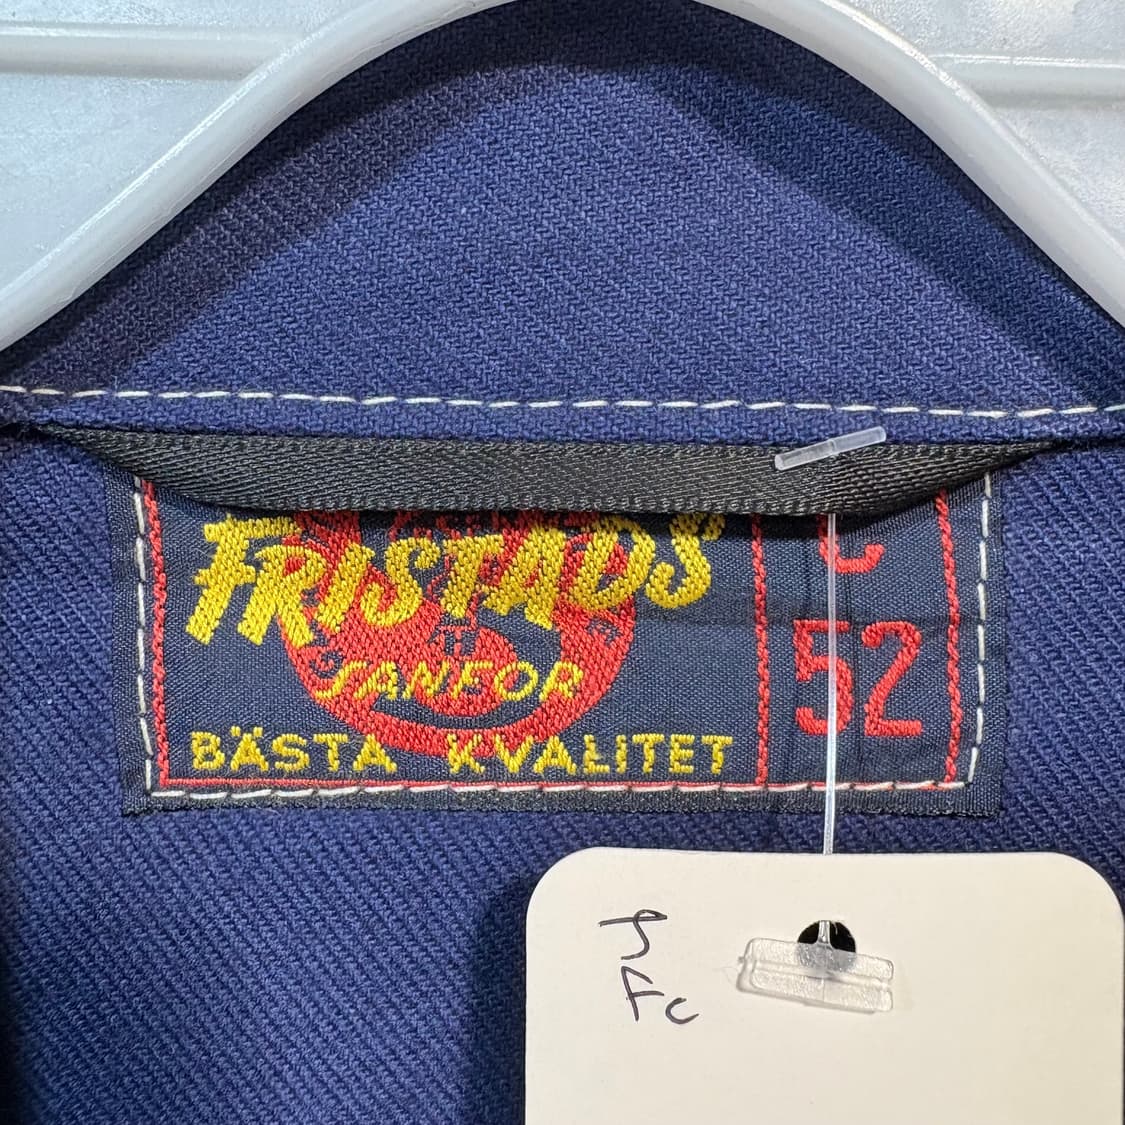 FRISTADS
SANFOR
BÄSTA KVALITET
C
52